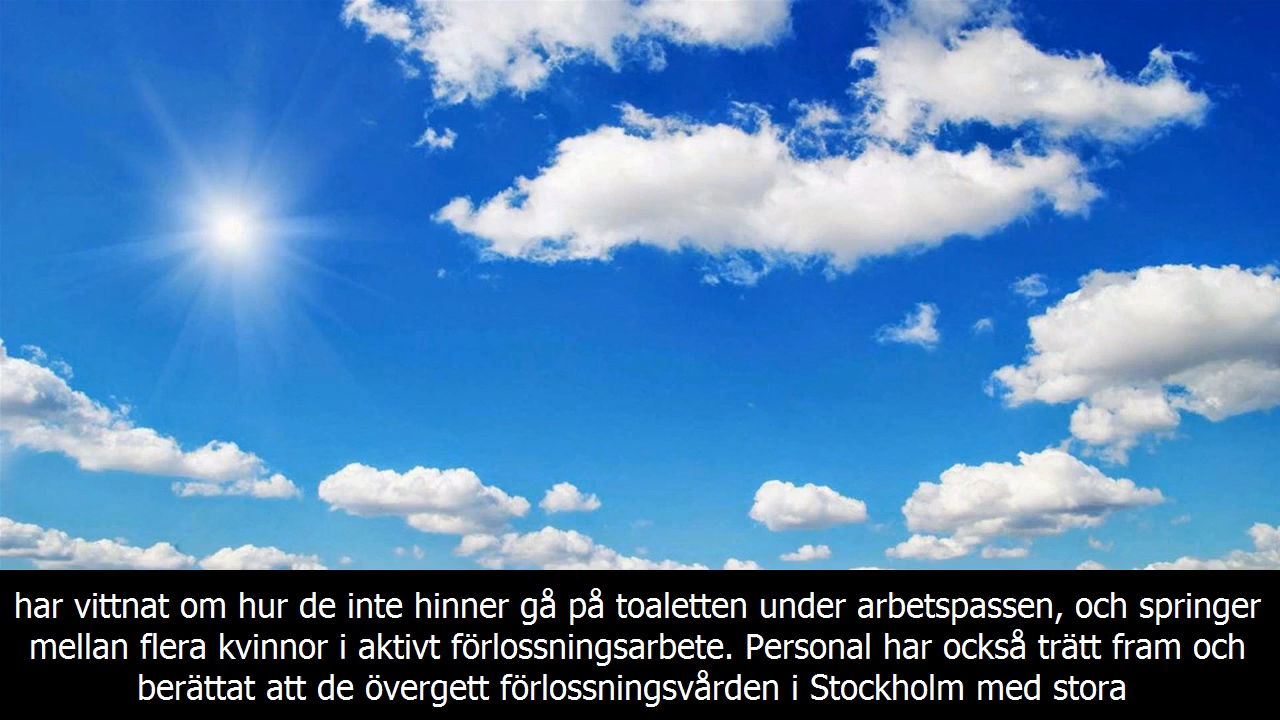 har vittnat om hur de inte hinner gå på toaletten under arbetspassen, och springer
mellan flera kvinnor i aktivt förlossningsarbete. Personal har också trätt fram och
berättat att de övergett förlossningsvården i Stockholm med stora